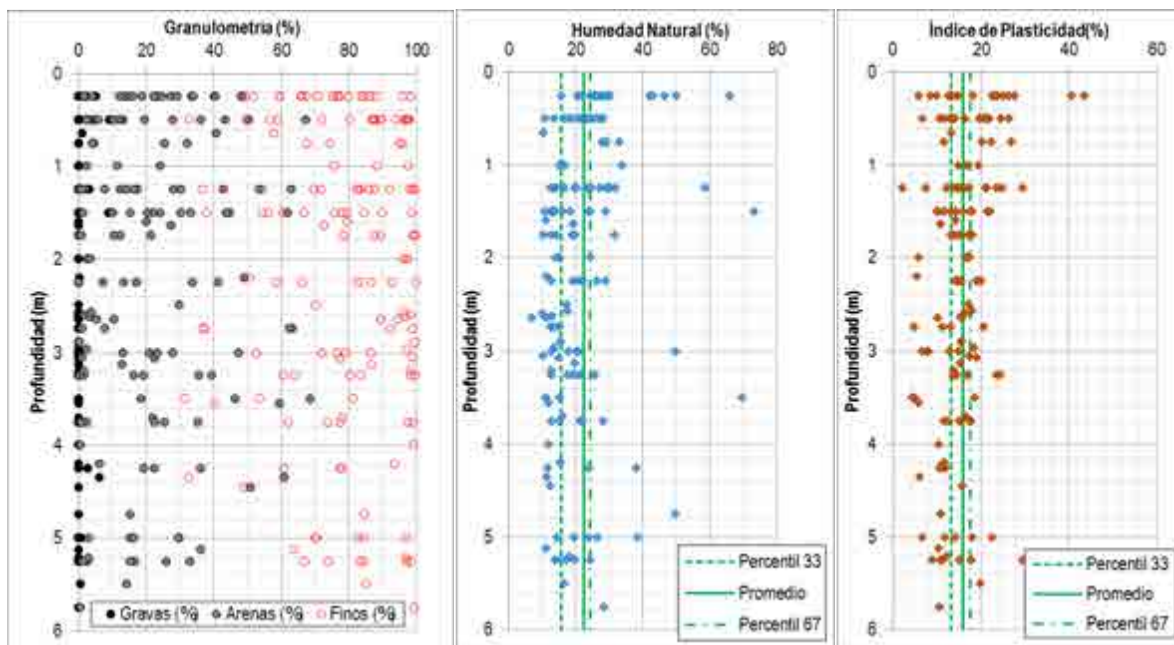 Granulometría (%)
0 20 40 60 80 100
Profundidad (m)
0
1
2
3
4
5
6
Gravas (%) Arenas (%) Finos (%)
Humedad Natural (%)
0 20 40 60 80
Profundidad (m)
0
1
2
3
4
5
6
Percentil 33
Promedio
Percentil 67
Índice de Plasticidad(%)
0 20 40 60
Profundidad (m)
0
1
2
3
4
5
6
Percentil 33
Promedio
Percentil 67